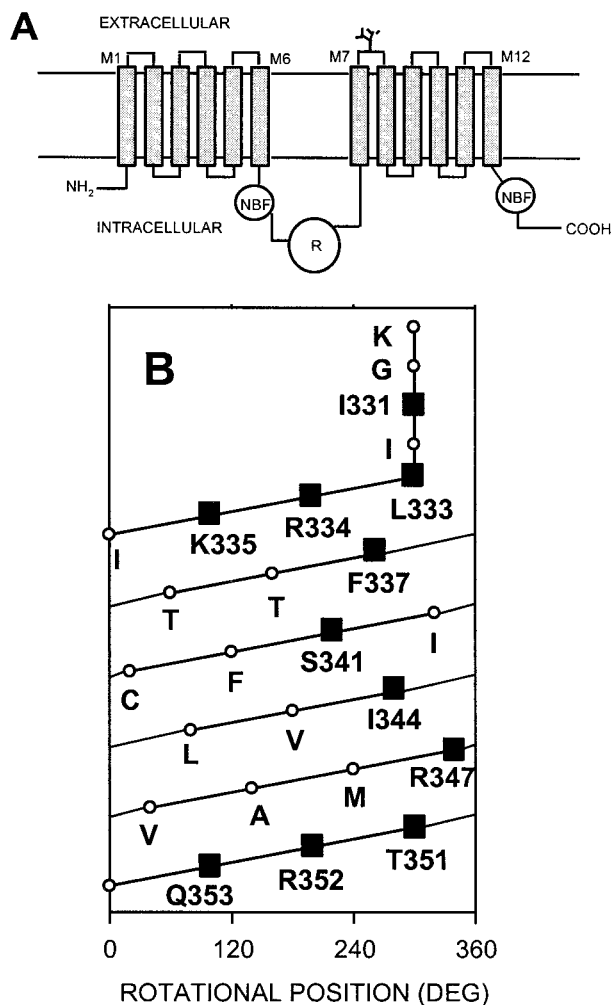 A
EXTRACELLULAR
M1
M6
M7
M12
NH2
NBF
NBF
INTRACELLULAR
R
COOH
B
K
G
I331
I
L333
R334
K335
I
F337
T
T
I
S341
F
C
I344
V
L
R347
M
A
V
T351
R352
Q353
0
120
240
360
ROTATIONAL POSITION (DEG)